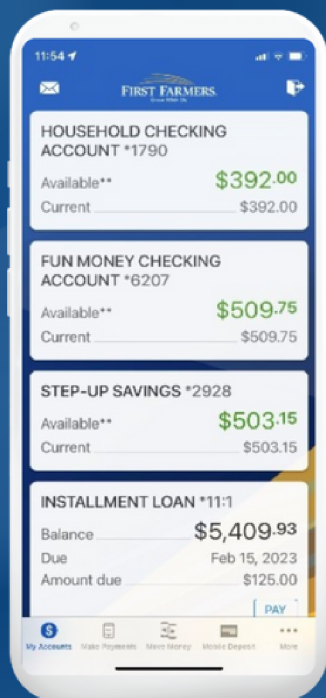 11:54
FIRST FARMERS
HOUSEHOLD CHECKING
ACCOUNT *1790
Available** $392.00
Current $392.00
FUN MONEY CHECKING
ACCOUNT *6207
Available** $509.75
Current $509.75
STEP-UP SAVINGS *2928
Available** $503.15
Current $503.15
INSTALLMENT LOAN *11:1
Balance $5,409.93
Due Feb 15, 2023
Amount due $125.00
PAY
My Accounts Make Payments Move Money Mobile Deposit More